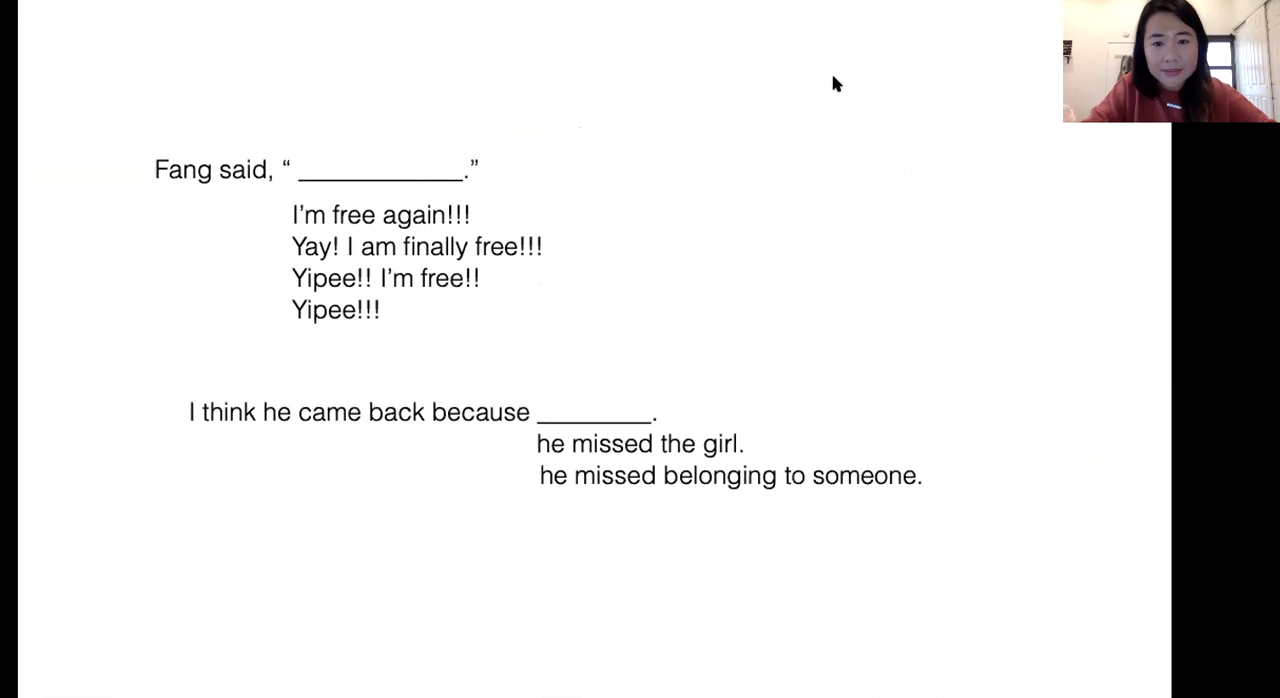 Fang said, “ ____________.”
I’m free again!!!
Yay! I am finally free!!!
Yipee!! I’m free!!
Yipee!!!
I think he came back because ________.
he missed the girl.
he missed belonging to someone.